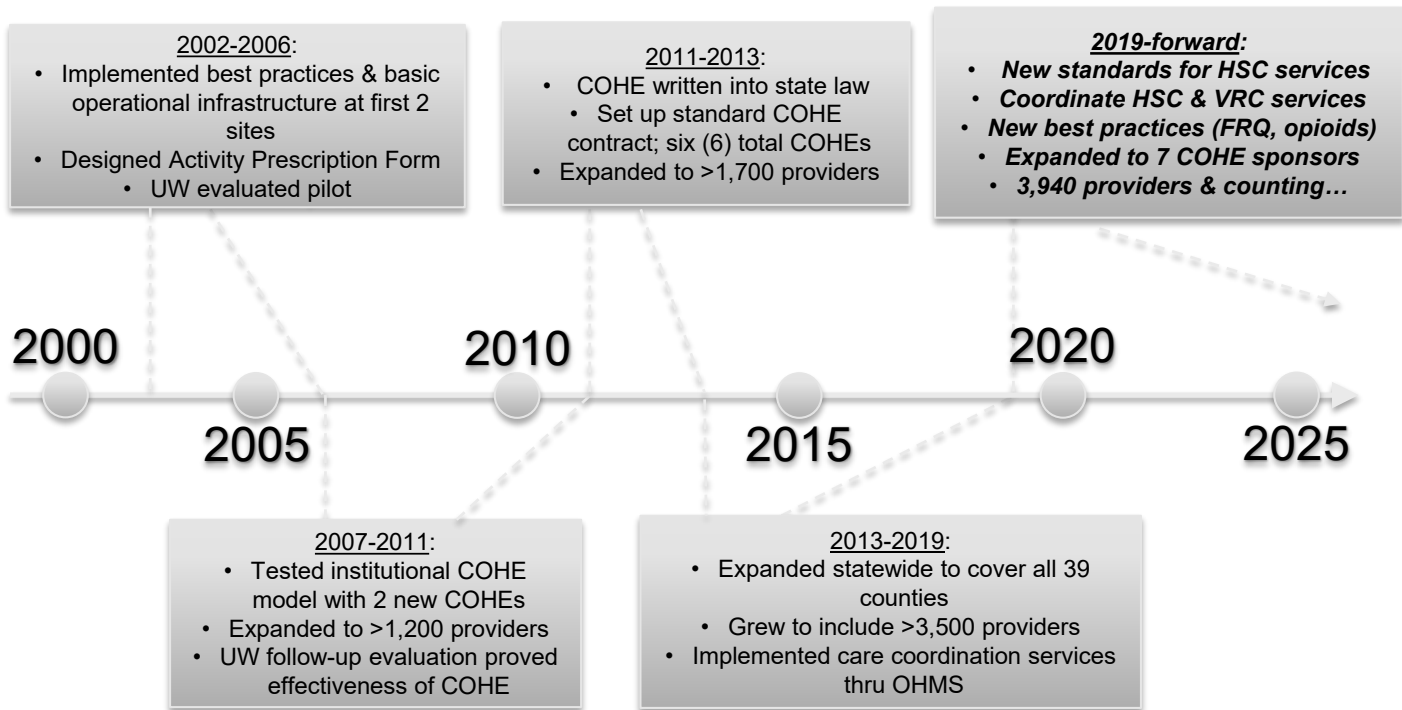 2002-2006:
• Implemented best practices & basic
operational infrastructure at first 2
sites
• Designed Activity Prescription Form
• UW evaluated pilot
2011-2013:
• COHE written into state law
• Set up standard COHE
contract; six (6) total COHEs
• Expanded to >1,700 providers
2019-forward:
• New standards for HSC services
• Coordinate HSC & VRC services
• New best practices (FRQ, opioids)
• Expanded to 7 COHE sponsors
• 3,940 providers & counting…
2000
2005
2010
2015
2020
2025
2007-2011:
• Tested institutional COHE
model with 2 new COHEs
• Expanded to >1,200 providers
• UW follow-up evaluation proved
effectiveness of COHE
2013-2019:
• Expanded statewide to cover all 39
counties
• Grew to include >3,500 providers
• Implemented care coordination services
thru OHMS